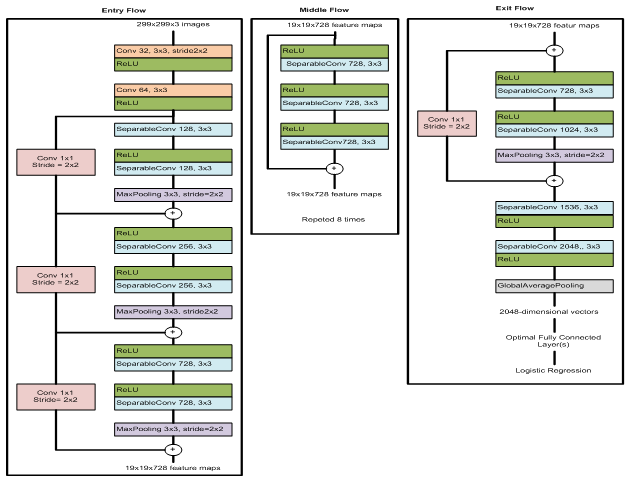 Entry Flow
299x299x3 images
Conv 32, 3x3, stride2x2
ReLU
Conv 64, 3x3
ReLU
SeparableConv 128, 3x3
Conv 1x1
Stride = 2x2
ReLU
SeparableConv 128, 3x3
MaxPooling 3x3, stride=2x2
+
ReLU
SeparableConv 256, 3x3
Conv 1x1
Stride = 2x2
ReLU
SeparableConv 256, 3x3
MaxPooling 3x3, stride2x2
+
ReLU
SeparableConv 728, 3x3
Conv 1x1
Stride= 2x2
ReLU
SeparableConv 728, 3x3
MaxPooling 3x3, stride=2x2
+
19x19x728 feature maps
Middle Flow
19x19x728 feature maps
ReLU
SeparableConv 728, 3x3
ReLU
SeparableConv 728, 3x3
ReLU
SeparableConv728, 3x3
+
19x19x728 feature maps
Repeted 8 times
Exit Flow
19x19x728 featur maps
+
ReLU
SeparableConv 728, 3x3
Conv 1x1
Stride = 2x2
ReLU
SeparableConv 1024, 3x3
MaxPooling 3x3, stride=2x2
+
SeparableConv 1536, 3x3
ReLU
SeparableConv 2048,, 3x3
ReLU
GlobalAveragePooling
2048-dimensional vectors
Optimal Fully Connected
Layer(s)
Logistic Regression